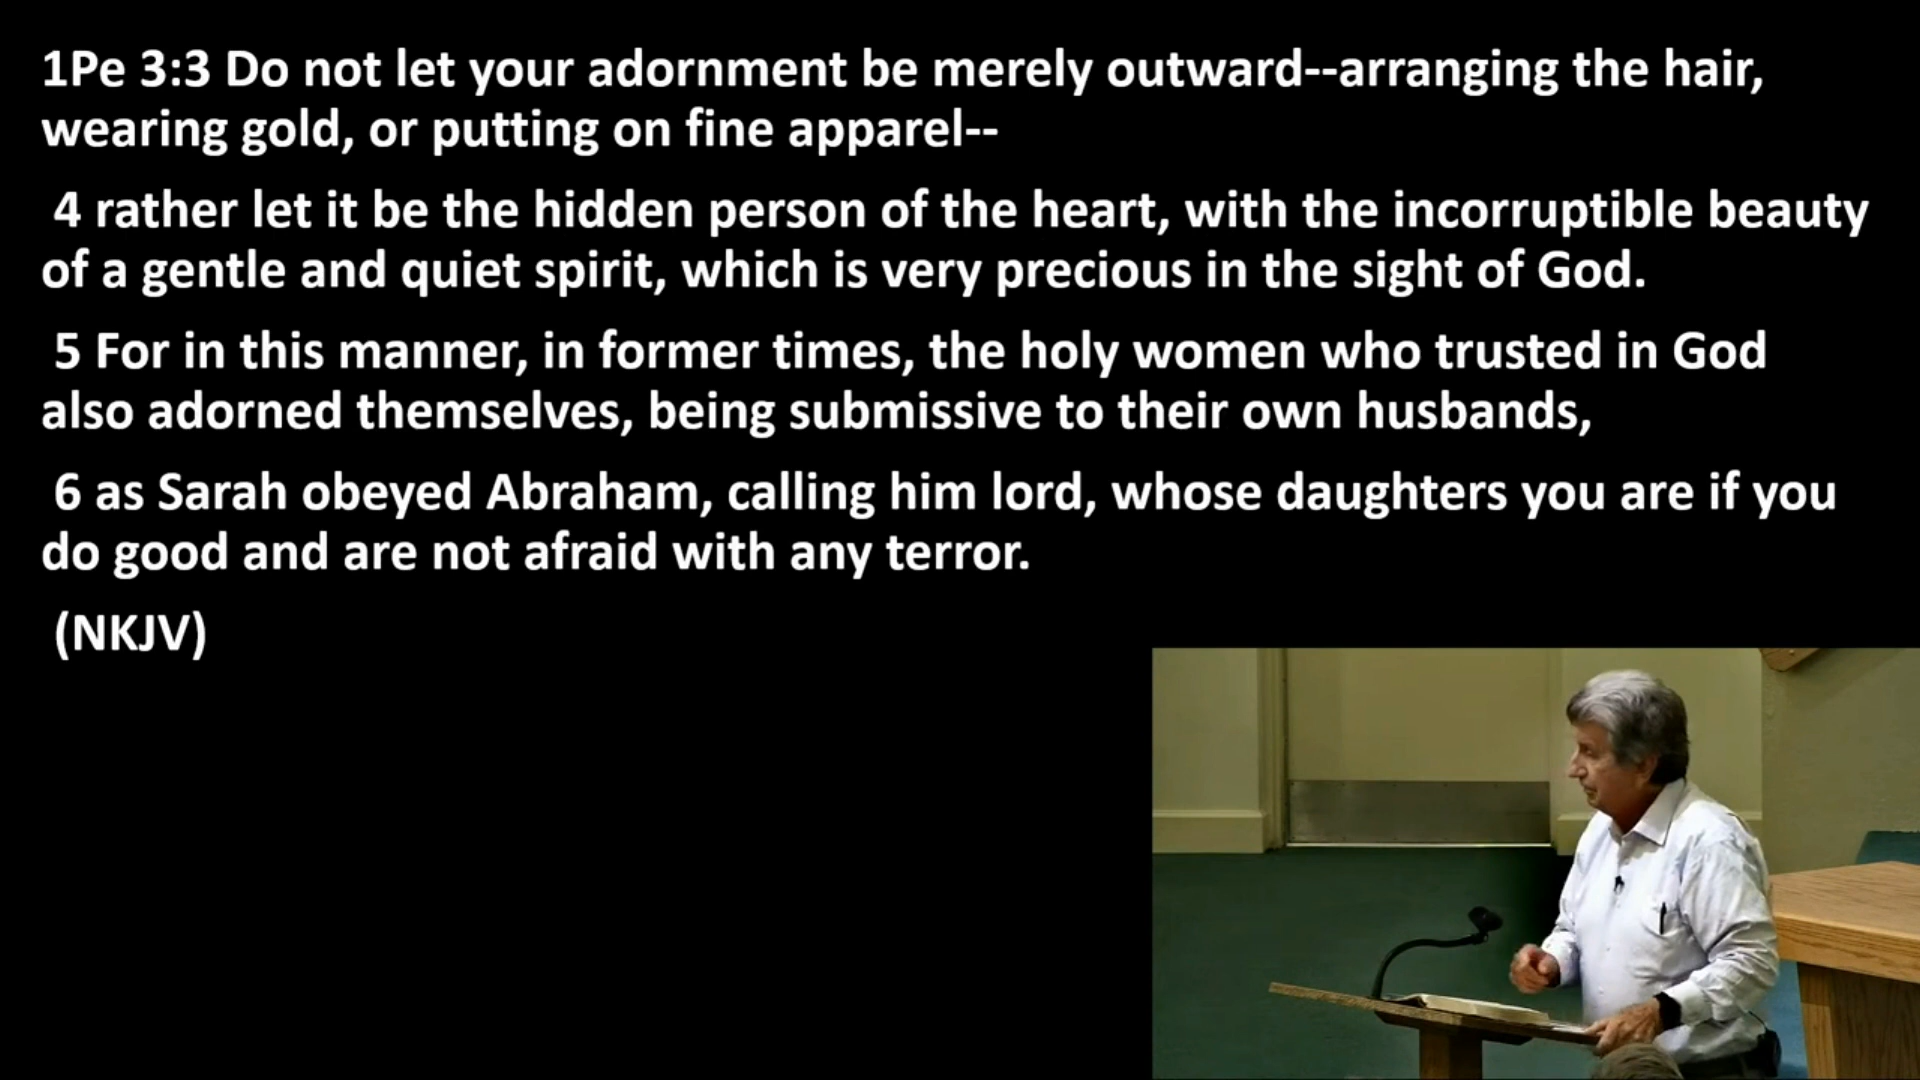 1Pe 3:3 Do not let your adornment be merely outward--arranging the hair,
wearing gold, or putting on fine apparel--
4 rather let it be the hidden person of the heart, with the incorruptible beauty
of a gentle and quiet spirit, which is very precious in the sight of God.
5 For in this manner, in former times, the holy women who trusted in God
also adorned themselves, being submissive to their own husbands,
6 as Sarah obeyed Abraham, calling him lord, whose daughters you are if you
do good and are not afraid with any terror.
(NKJV)